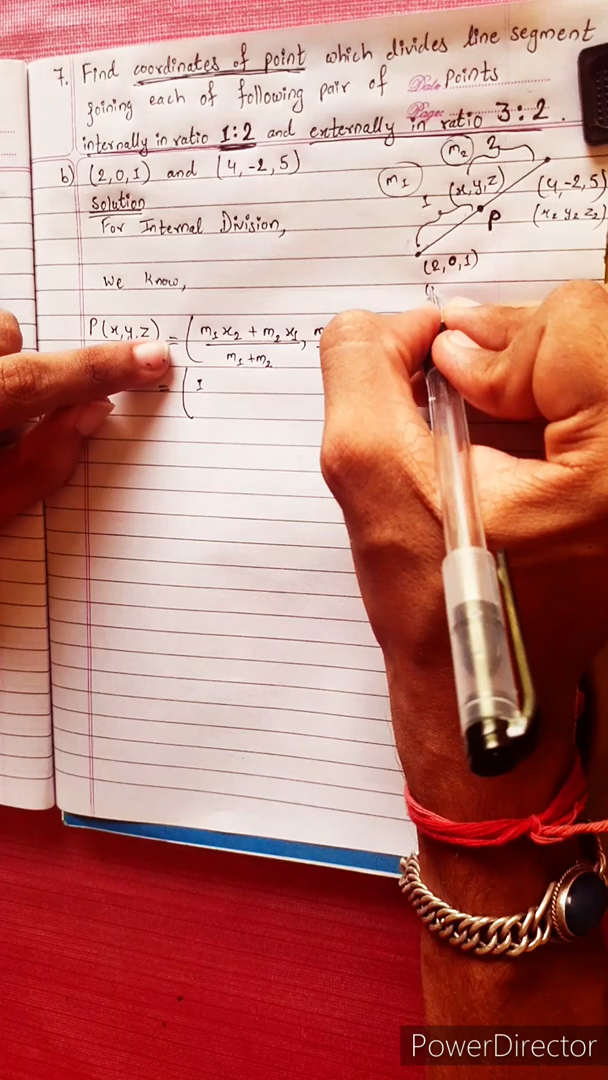 7. Find coordinates of point which divides line segment
joining each of following pair of points
Date:
Page:
internally in ratio 1:2 and externally in ratio 3:2.
b) (2,0,1) and (4,-2,5)
m₂ 2
m₁
1 (x,y,z) (4,-2,5)
P (x₂ y₂ z₂)
(2,0,1)
Solution
For Internal Division,
We know,
P(x,y,z) = (m₁x₂ + m₂x₁ / m₁+m₂,
= ( 1
PowerDirector